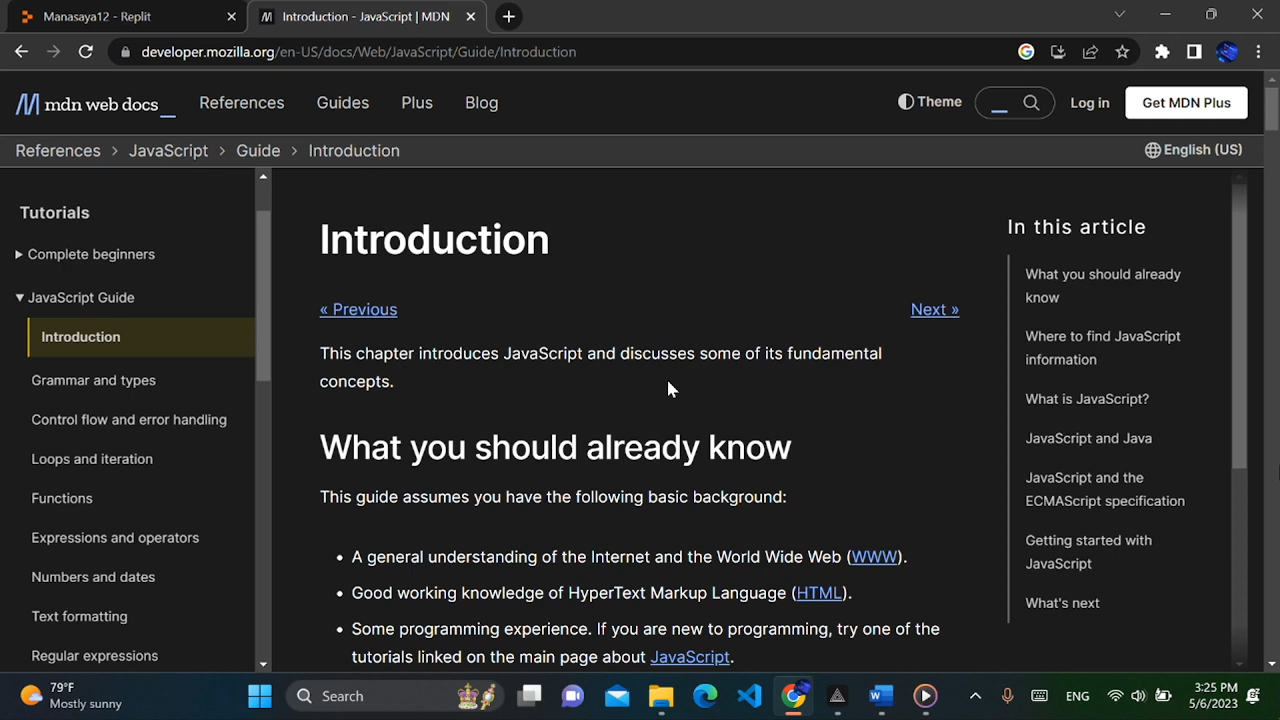 Manasaya12 - Replit
Introduction - JavaScript | MDN
developer.mozilla.org/en-US/docs/Web/JavaScript/Guide/Introduction
mdn web docs_
References
Guides
Plus
Blog
Theme
Log in
Get MDN Plus
References > JavaScript > Guide > Introduction
English (US)
Tutorials
Complete beginners
JavaScript Guide
Introduction
Grammar and types
Control flow and error handling
Loops and iteration
Functions
Expressions and operators
Numbers and dates
Text formatting
Regular expressions
Introduction
« Previous
Next »
This chapter introduces JavaScript and discusses some of its fundamental
concepts.
What you should already know
This guide assumes you have the following basic background:
• A general understanding of the Internet and the World Wide Web (WWW).
• Good working knowledge of HyperText Markup Language (HTML).
• Some programming experience. If you are new to programming, try one of the
tutorials linked on the main page about JavaScript.
In this article
What you should already
know
Where to find JavaScript
information
What is JavaScript?
JavaScript and Java
JavaScript and the
ECMAScript specification
Getting started with
JavaScript
What's next
79°F
Mostly sunny
Search
ENG
3:25 PM
5/6/2023